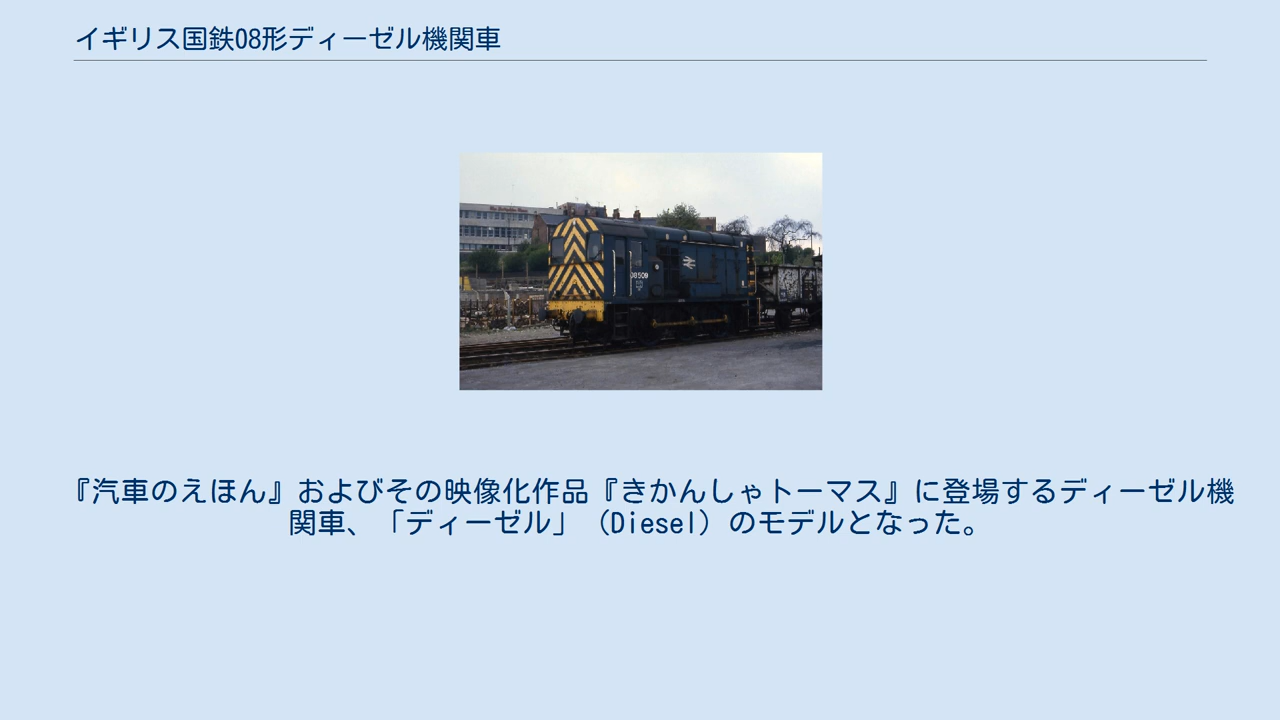 イギリス国鉄08形ディーゼル機関車
08509
『汽車のえほん』およびその映像化作品『きかんしゃトーマス』に登場するディーゼル機
関車、「ディーゼル」（Diesel）のモデルとなった。